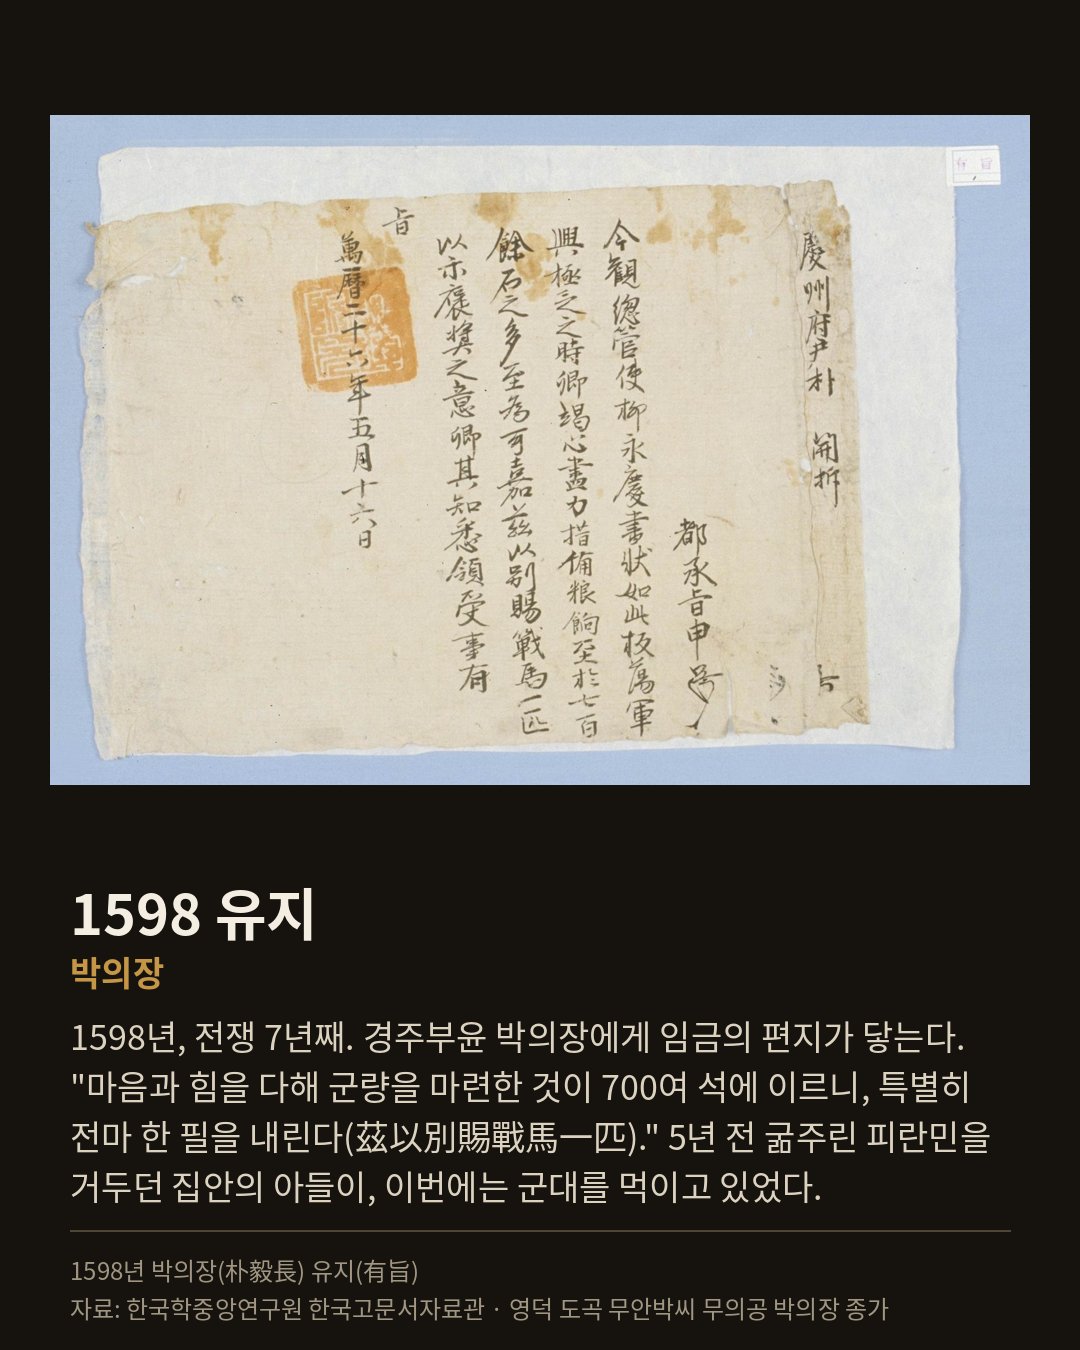 有旨
慶州府尹朴 開拆
都承旨申
今觀總管使柳永慶書狀如此板蕩軍
興極乏之時卿竭心盡力措備粮餉至於七百
餘石之多至爲可嘉玆以別賜戰馬一匹
以示褒奬之意卿其知悉領受事有
旨
萬曆二十六年五月十六日
1598 유지
박의장
1598년, 전쟁 7년째. 경주부윤 박의장에게 임금의 편지가 닿는다.
"마음과 힘을 다해 군량을 마련한 것이 700여 석에 이르니, 특별히
전마 한 필을 내린다(茲以別賜戰馬一匹)." 5년 전 굶주린 피란민을
거두던 집안의 아들이, 이번에는 군대를 먹이고 있었다.
1598년 박의장(朴毅長) 유지(有旨)
자료: 한국학중앙연구원 한국고문서자료관 · 영덕 도곡 무안박씨 무의공 박의장 종가